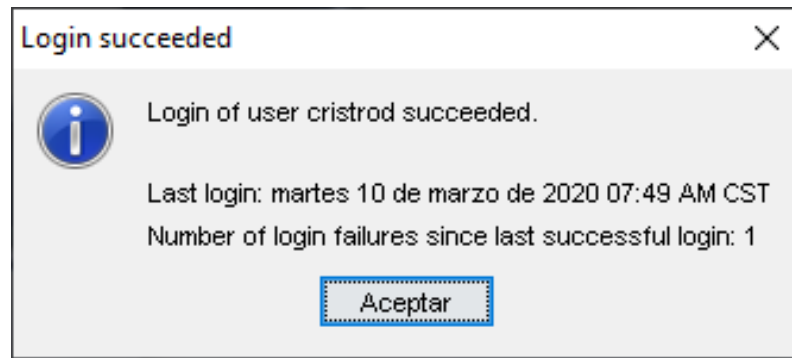 Login succeeded
Login of user cristrod succeeded.
Last login: martes 10 de marzo de 2020 07:49 AM CST
Number of login failures since last successful login: 1
Aceptar